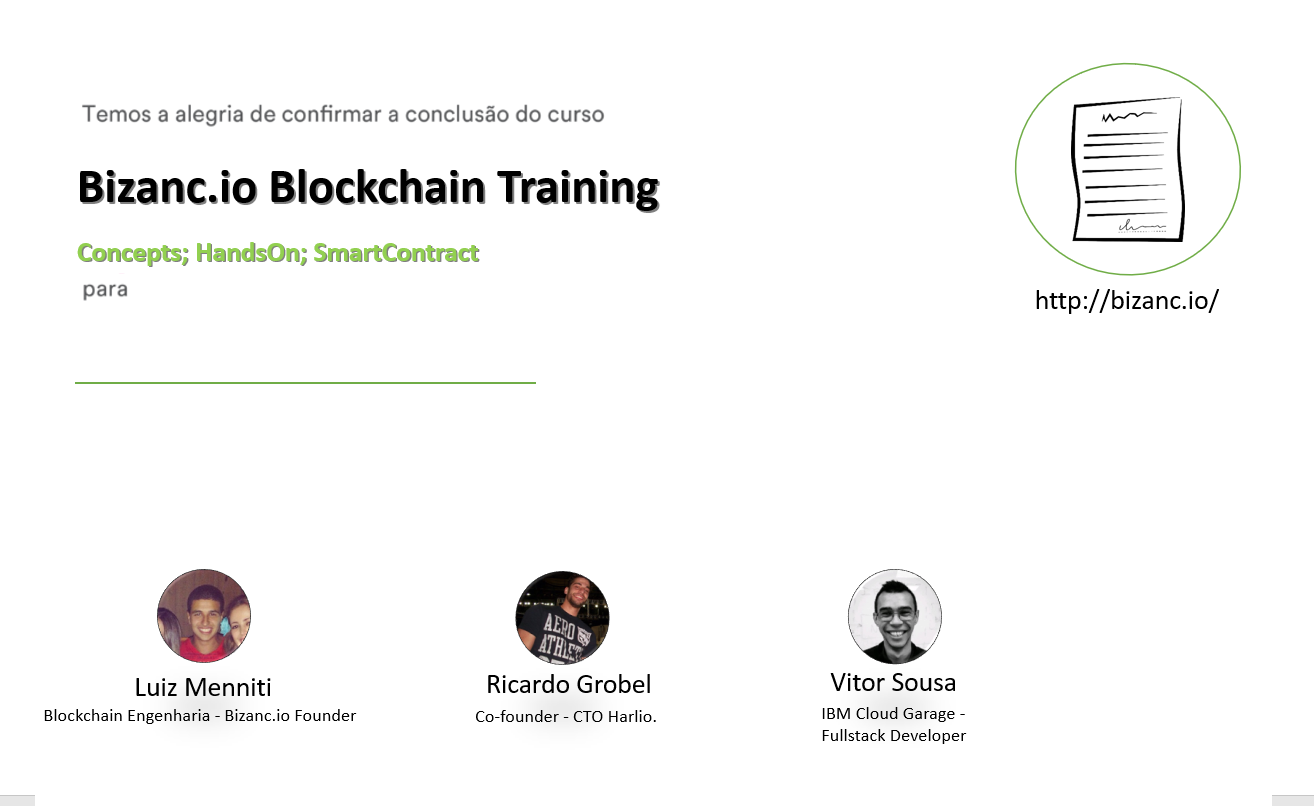 Temos a alegria de confirmar a conclusão do curso
Bizanc.io Blockchain Training
Concepts; HandsOn; SmartContract
para
http://bizanc.io/
AERO
ATHLETE
Luiz Menniti
Blockchain Engenharia - Bizanc.io Founder
Ricardo Grobel
Co-founder - CTO Harlio.
Vitor Sousa
IBM Cloud Garage -
Fullstack Developer